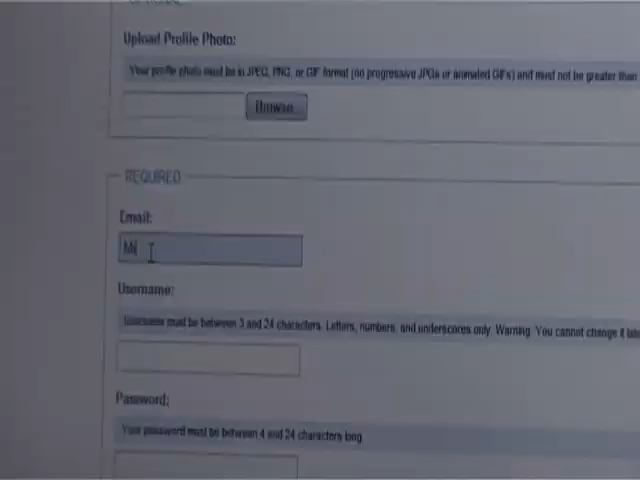 OPTIONAL
Upload Profile Photo:
Your profile photo must be in JPEG, PNG, or GIF format (no progressive JPGs or animated GIFs) and must not be greater than
Browse...
REQUIRED
Email:
Username:
Username must be between 3 and 24 characters. Letters, numbers, and underscores only. Warning: You cannot change it late
Password:
Your password must be between 4 and 24 characters long.